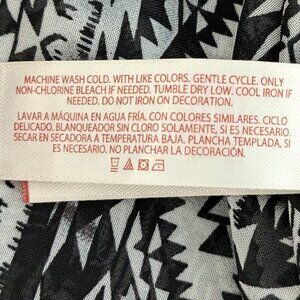 MACHINE WASH COLD. WITH LIKE COLORS. GENTLE CYCLE. ONLY
NON-CHLORINE BLEACH IF NEEDED. TUMBLE DRY LOW. COOL IRON IF
NEEDED. DO NOT IRON ON DECORATION.
LAVAR A MÁQUINA EN AGUA FRÍA. CON COLORES SIMILARES. CICLO
DELICADO. BLANQUEADOR SIN CLORO SOLAMENTE, SI ES NECESARIO.
SECAR EN SECADORA A TEMPERATURA BAJA. PLANCHA TEMPLADA, SI
ES NECESARIO. NO PLANCHAR LA DECORACIÓN.